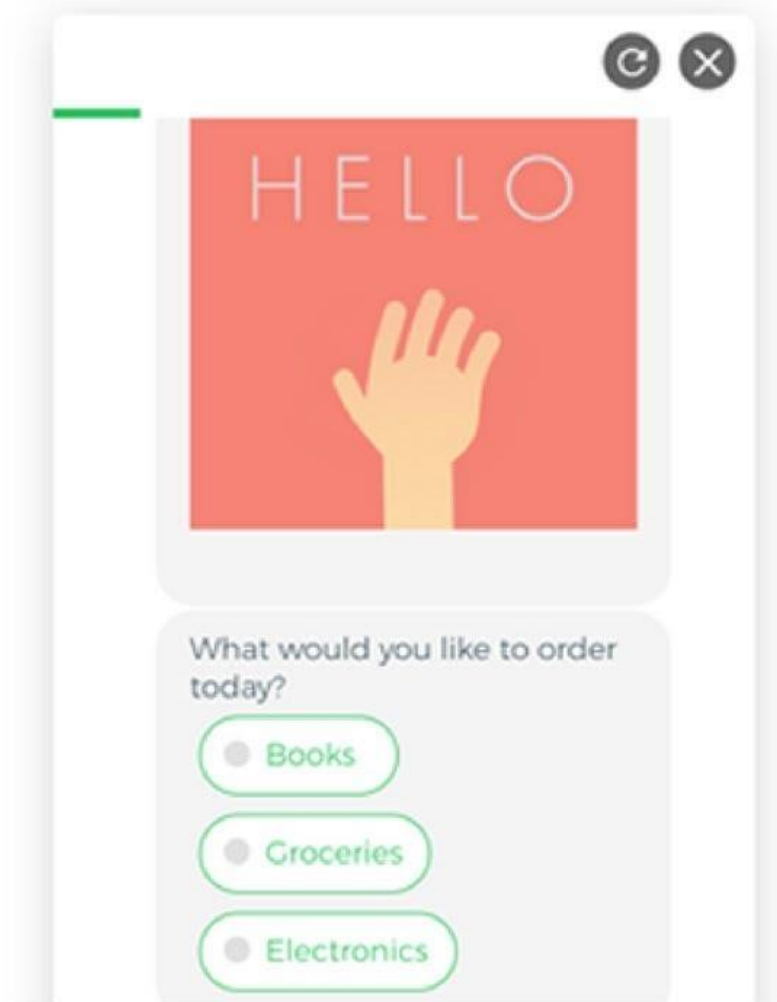 HELLO
What would you like to order
today?
Books
Groceries
Electronics